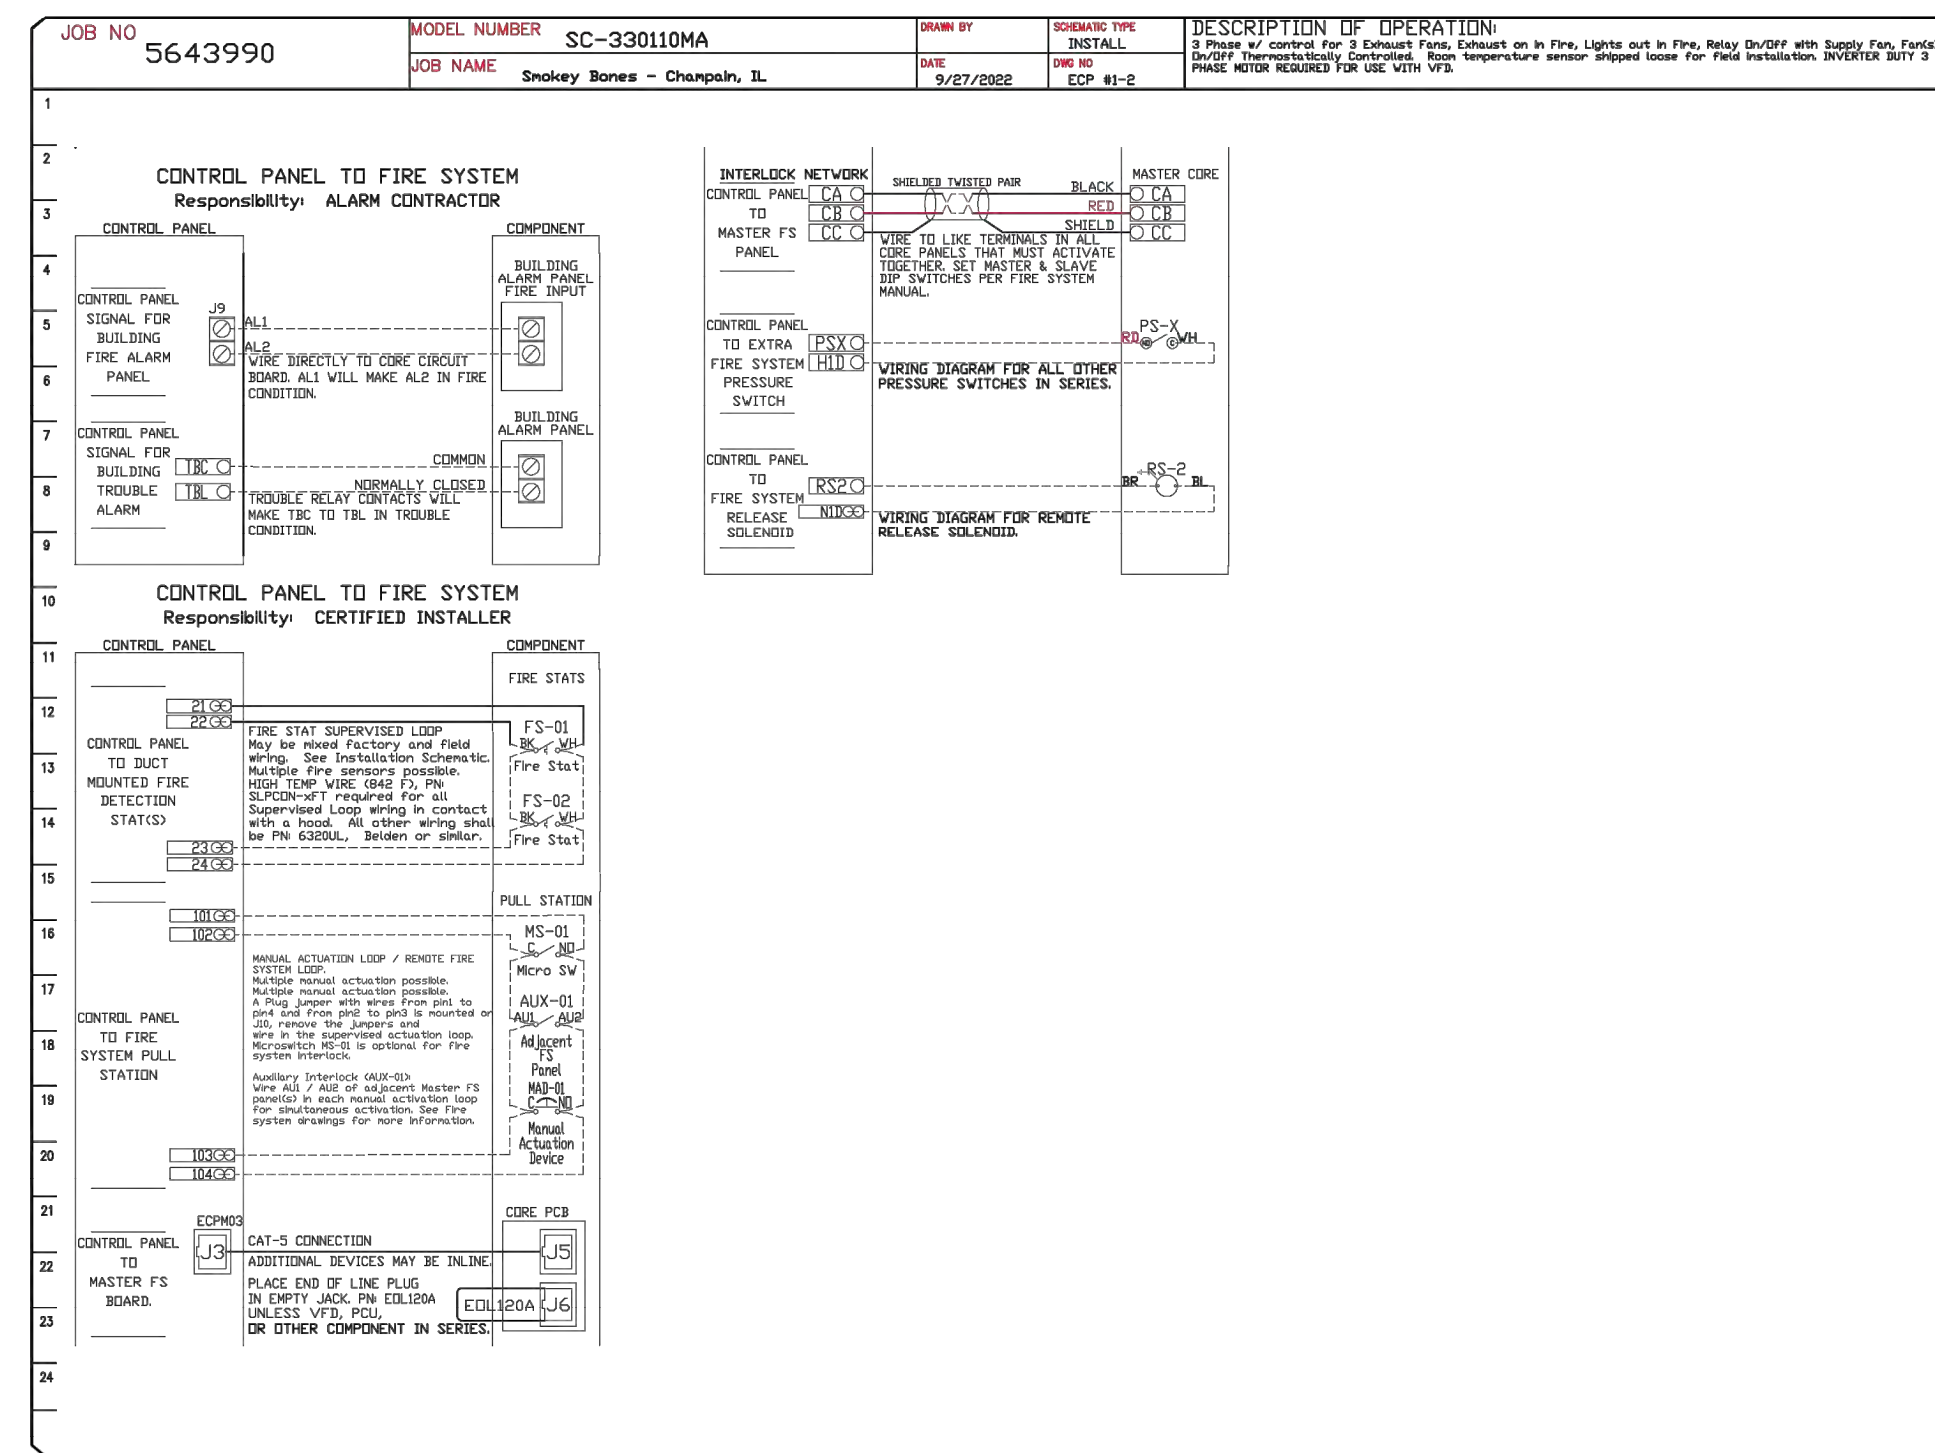 JOB NO
5643990
MODEL NUMBER
SC-330110MA
JOB NAME
Smokey Bones - Champain, IL
DRAWN BY
DATE
9/27/2022
SCHEMATIC TYPE
INSTALL
DWG NO
ECP #1-2
DESCRIPTION OF OPERATION:
3 Phase w/ control for 3 Exhaust Fans, Exhaust on in Fire, Lights out in Fire, Relay On/Off with Supply Fan, Fan(s)
On/Off Thermostatically Controlled. Room temperature sensor shipped loose for field installation. INVERTER DUTY 3
PHASE MOTOR REQUIRED FOR USE WITH VFD.
1
2
3
4
5
6
7
8
9
10
11
12
13
14
15
16
17
18
19
20
21
22
23
24
CONTROL PANEL TO FIRE SYSTEM
Responsibility: ALARM CONTRACTOR
CONTROL PANEL
COMPONENT
CONTROL PANEL
SIGNAL FOR
BUILDING
FIRE ALARM
PANEL
J9
AL1
AL2
WIRE DIRECTLY TO CORE CIRCUIT
BOARD. AL1 WILL MAKE AL2 IN FIRE
CONDITION.
BUILDING
ALARM PANEL
FIRE INPUT
CONTROL PANEL
SIGNAL FOR
BUILDING
TROUBLE
ALARM
TBC
TBL
COMMON
NORMALLY CLOSED
TROUBLE RELAY CONTACTS WILL
MAKE TBC TO TBL IN TROUBLE
CONDITION.
BUILDING
ALARM PANEL
CONTROL PANEL TO FIRE SYSTEM
Responsibility: CERTIFIED INSTALLER
CONTROL PANEL
COMPONENT
FIRE STATS
21
22
CONTROL PANEL
TO DUCT
MOUNTED FIRE
DETECTION
STAT(S)
23
24
FIRE STAT SUPERVISED LOOP
May be mixed factory and field
wiring. See Installation Schematic.
Multiple fire sensors possible.
HIGH TEMP WIRE (842 F), PN:
SLPCON-xFT required for all
Supervised Loop wiring in contact
with a hood. All other wiring shall
be PN: 6320UL, Belden or similar.
FS-01
BK WH
Fire Stat
FS-02
BK WH
Fire Stat
PULL STATION
101
102
CONTROL PANEL
TO FIRE
SYSTEM PULL
STATION
103
104
MANUAL ACTUATION LOOP / REMOTE FIRE
SYSTEM LOOP.
Multiple manual actuation possible.
Multiple manual actuation possible.
A Plug jumper with wires from pin1 to
pin4 and from pin2 to pin3 is mounted on
J10, remove the jumpers and
wire in the supervised actuation loop.
Microswitch MS-01 is optional for fire
system interlock.
Auxiliary Interlock (AUX-01):
Wire AU1 / AU2 of adjacent Master FS
panel(s) in each manual activation loop
for simultaneous activation. See Fire
system drawings for more information.
MS-01
C NO
Micro SW
AUX-01
AU1 AU2
Adjacent
FS
Panel
MAD-01
C NO
Manual
Actuation
Device
ECPM03
J3
CONTROL PANEL
TO
MASTER FS
BOARD.
CAT-5 CONNECTION
ADDITIONAL DEVICES MAY BE INLINE.
PLACE END OF LINE PLUG
IN EMPTY JACK. PN: EOL120A
UNLESS VFD, PCU,
OR OTHER COMPONENT IN SERIES.
CORE PCB
J5
EOL120A
J6
INTERLOCK NETWORK
CONTROL PANEL
TO
MASTER FS
PANEL
CA
CB
CC
SHIELDED TWISTED PAIR
BLACK
RED
SHIELD
WIRE TO LIKE TERMINALS IN ALL
CORE PANELS THAT MUST ACTIVATE
TOGETHER. SET MASTER & SLAVE
DIP SWITCHES PER FIRE SYSTEM
MANUAL.
MASTER CORE
CA
CB
CC
CONTROL PANEL
TO EXTRA
FIRE SYSTEM
PRESSURE
SWITCH
PSX
H1D
WIRING DIAGRAM FOR ALL OTHER
PRESSURE SWITCHES IN SERIES.
PS-X
RD NO C WH
CONTROL PANEL
TO
FIRE SYSTEM
RELEASE
SOLENOID
RS2
N1D
WIRING DIAGRAM FOR REMOTE
RELEASE SOLENOID.
RS-2
BR BL